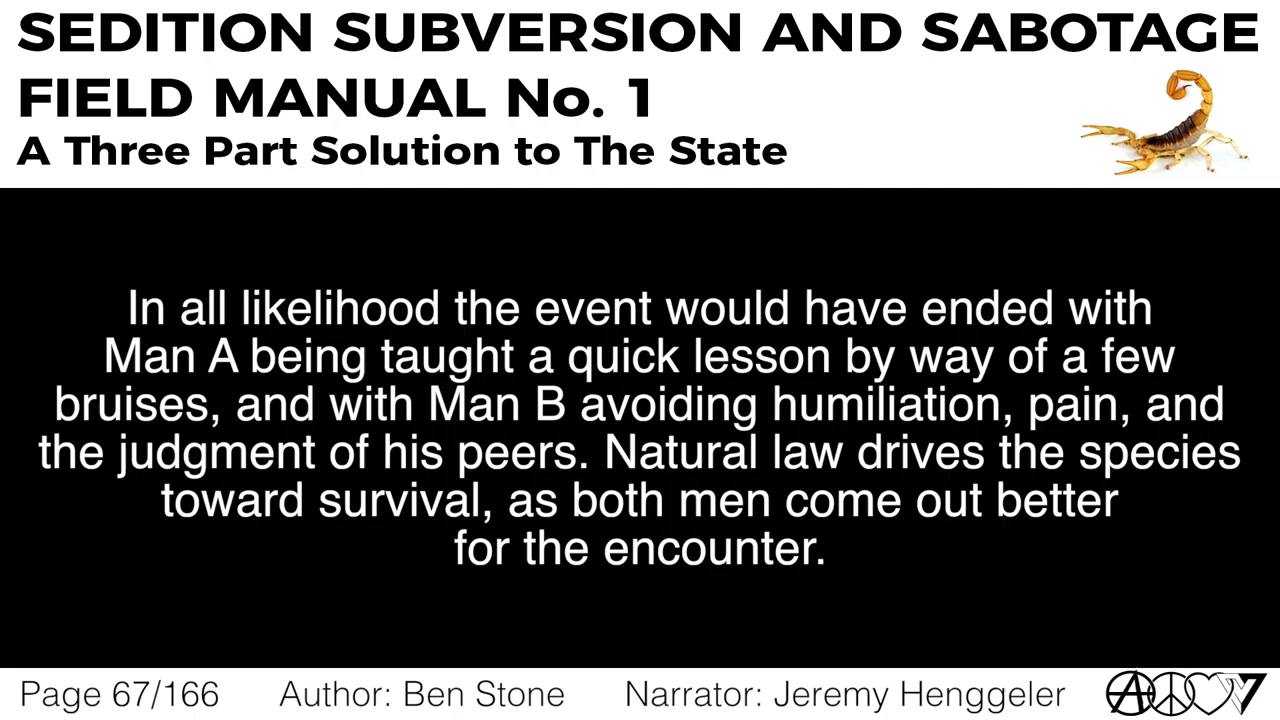 SEDITION SUBVERSION AND SABOTAGE
FIELD MANUAL No. 1
A Three Part Solution to The State
In all likelihood the event would have ended with
Man A being taught a quick lesson by way of a few
bruises, and with Man B avoiding humiliation, pain, and
the judgment of his peers. Natural law drives the species
toward survival, as both men come out better
for the encounter.
Page 67/166 Author: Ben Stone Narrator: Jeremy Henggeler